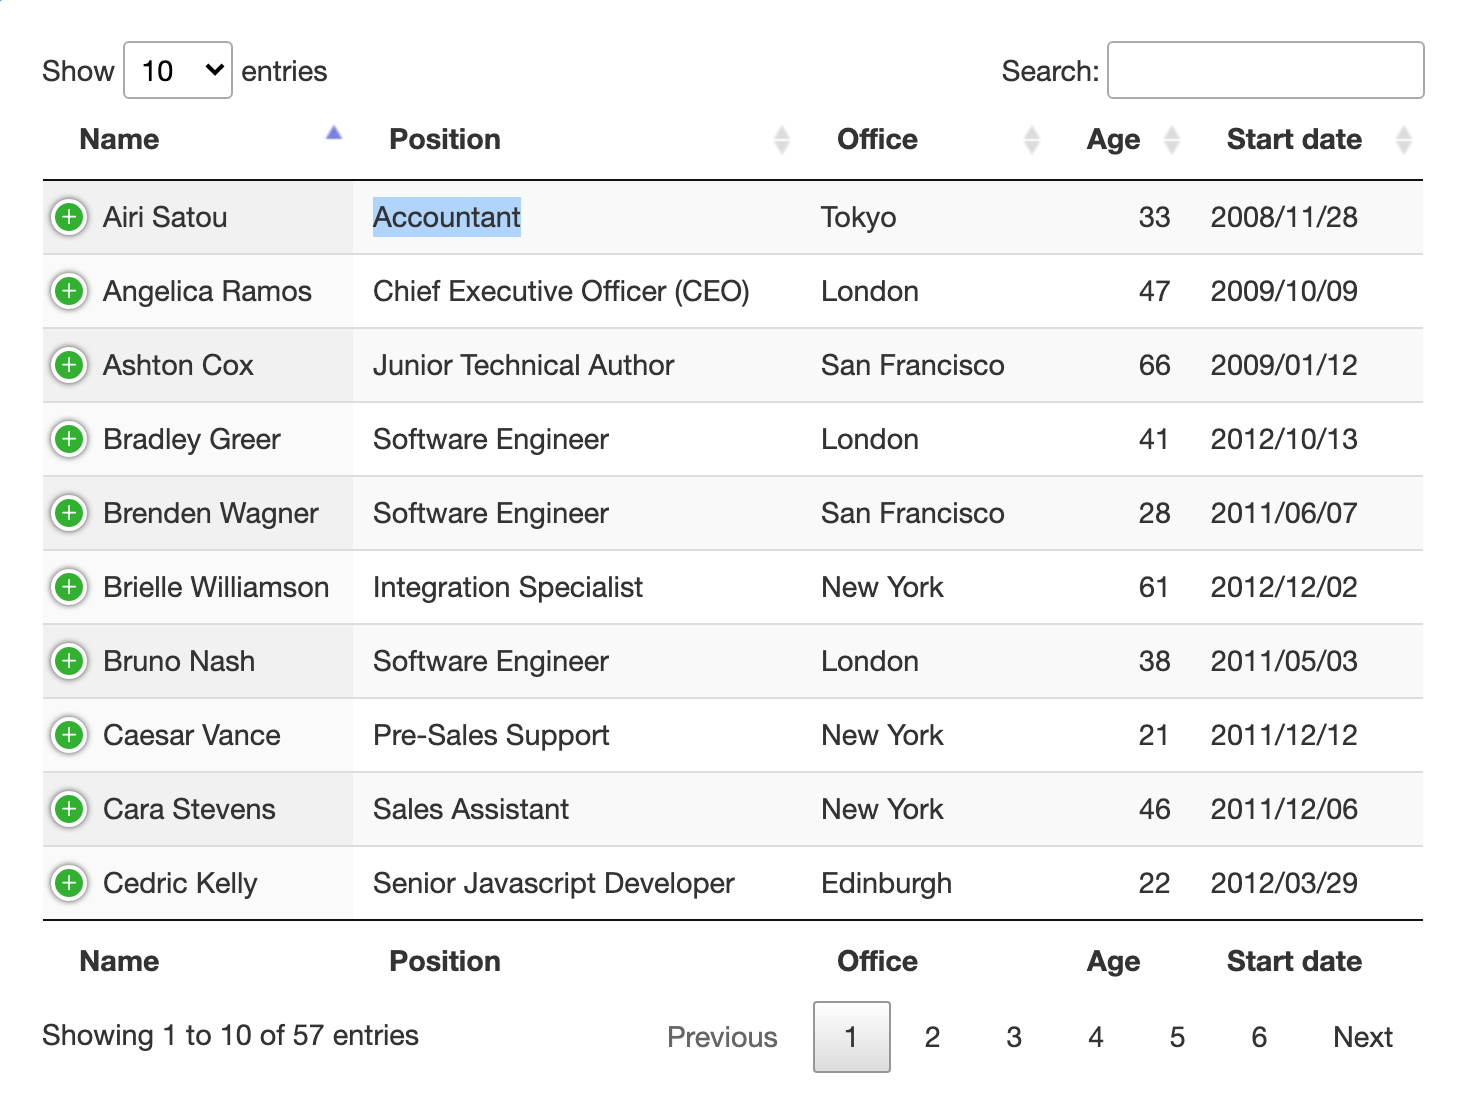 Show 10 entries Search:
Name Position Office Age Start date
Airi Satou Accountant Tokyo 33 2008/11/28
Angelica Ramos Chief Executive Officer (CEO) London 47 2009/10/09
Ashton Cox Junior Technical Author San Francisco 66 2009/01/12
Bradley Greer Software Engineer London 41 2012/10/13
Brenden Wagner Software Engineer San Francisco 28 2011/06/07
Brielle Williamson Integration Specialist New York 61 2012/12/02
Bruno Nash Software Engineer London 38 2011/05/03
Caesar Vance Pre-Sales Support New York 21 2011/12/12
Cara Stevens Sales Assistant New York 46 2011/12/06
Cedric Kelly Senior Javascript Developer Edinburgh 22 2012/03/29
Name Position Office Age Start date
Showing 1 to 10 of 57 entries Previous 1 2 3 4 5 6 Next